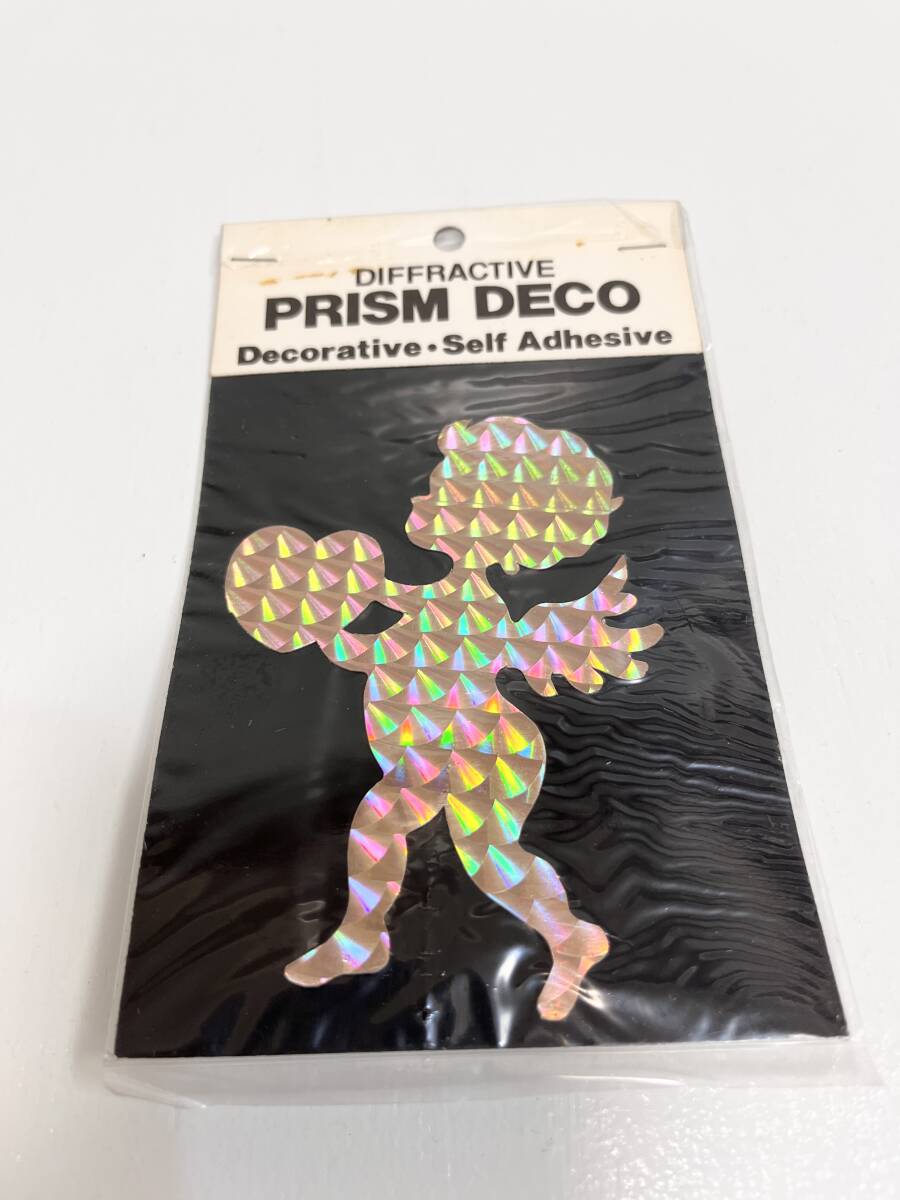 DIFFRACTIVE
PRISM DECO
Decorative • Self Adhesive